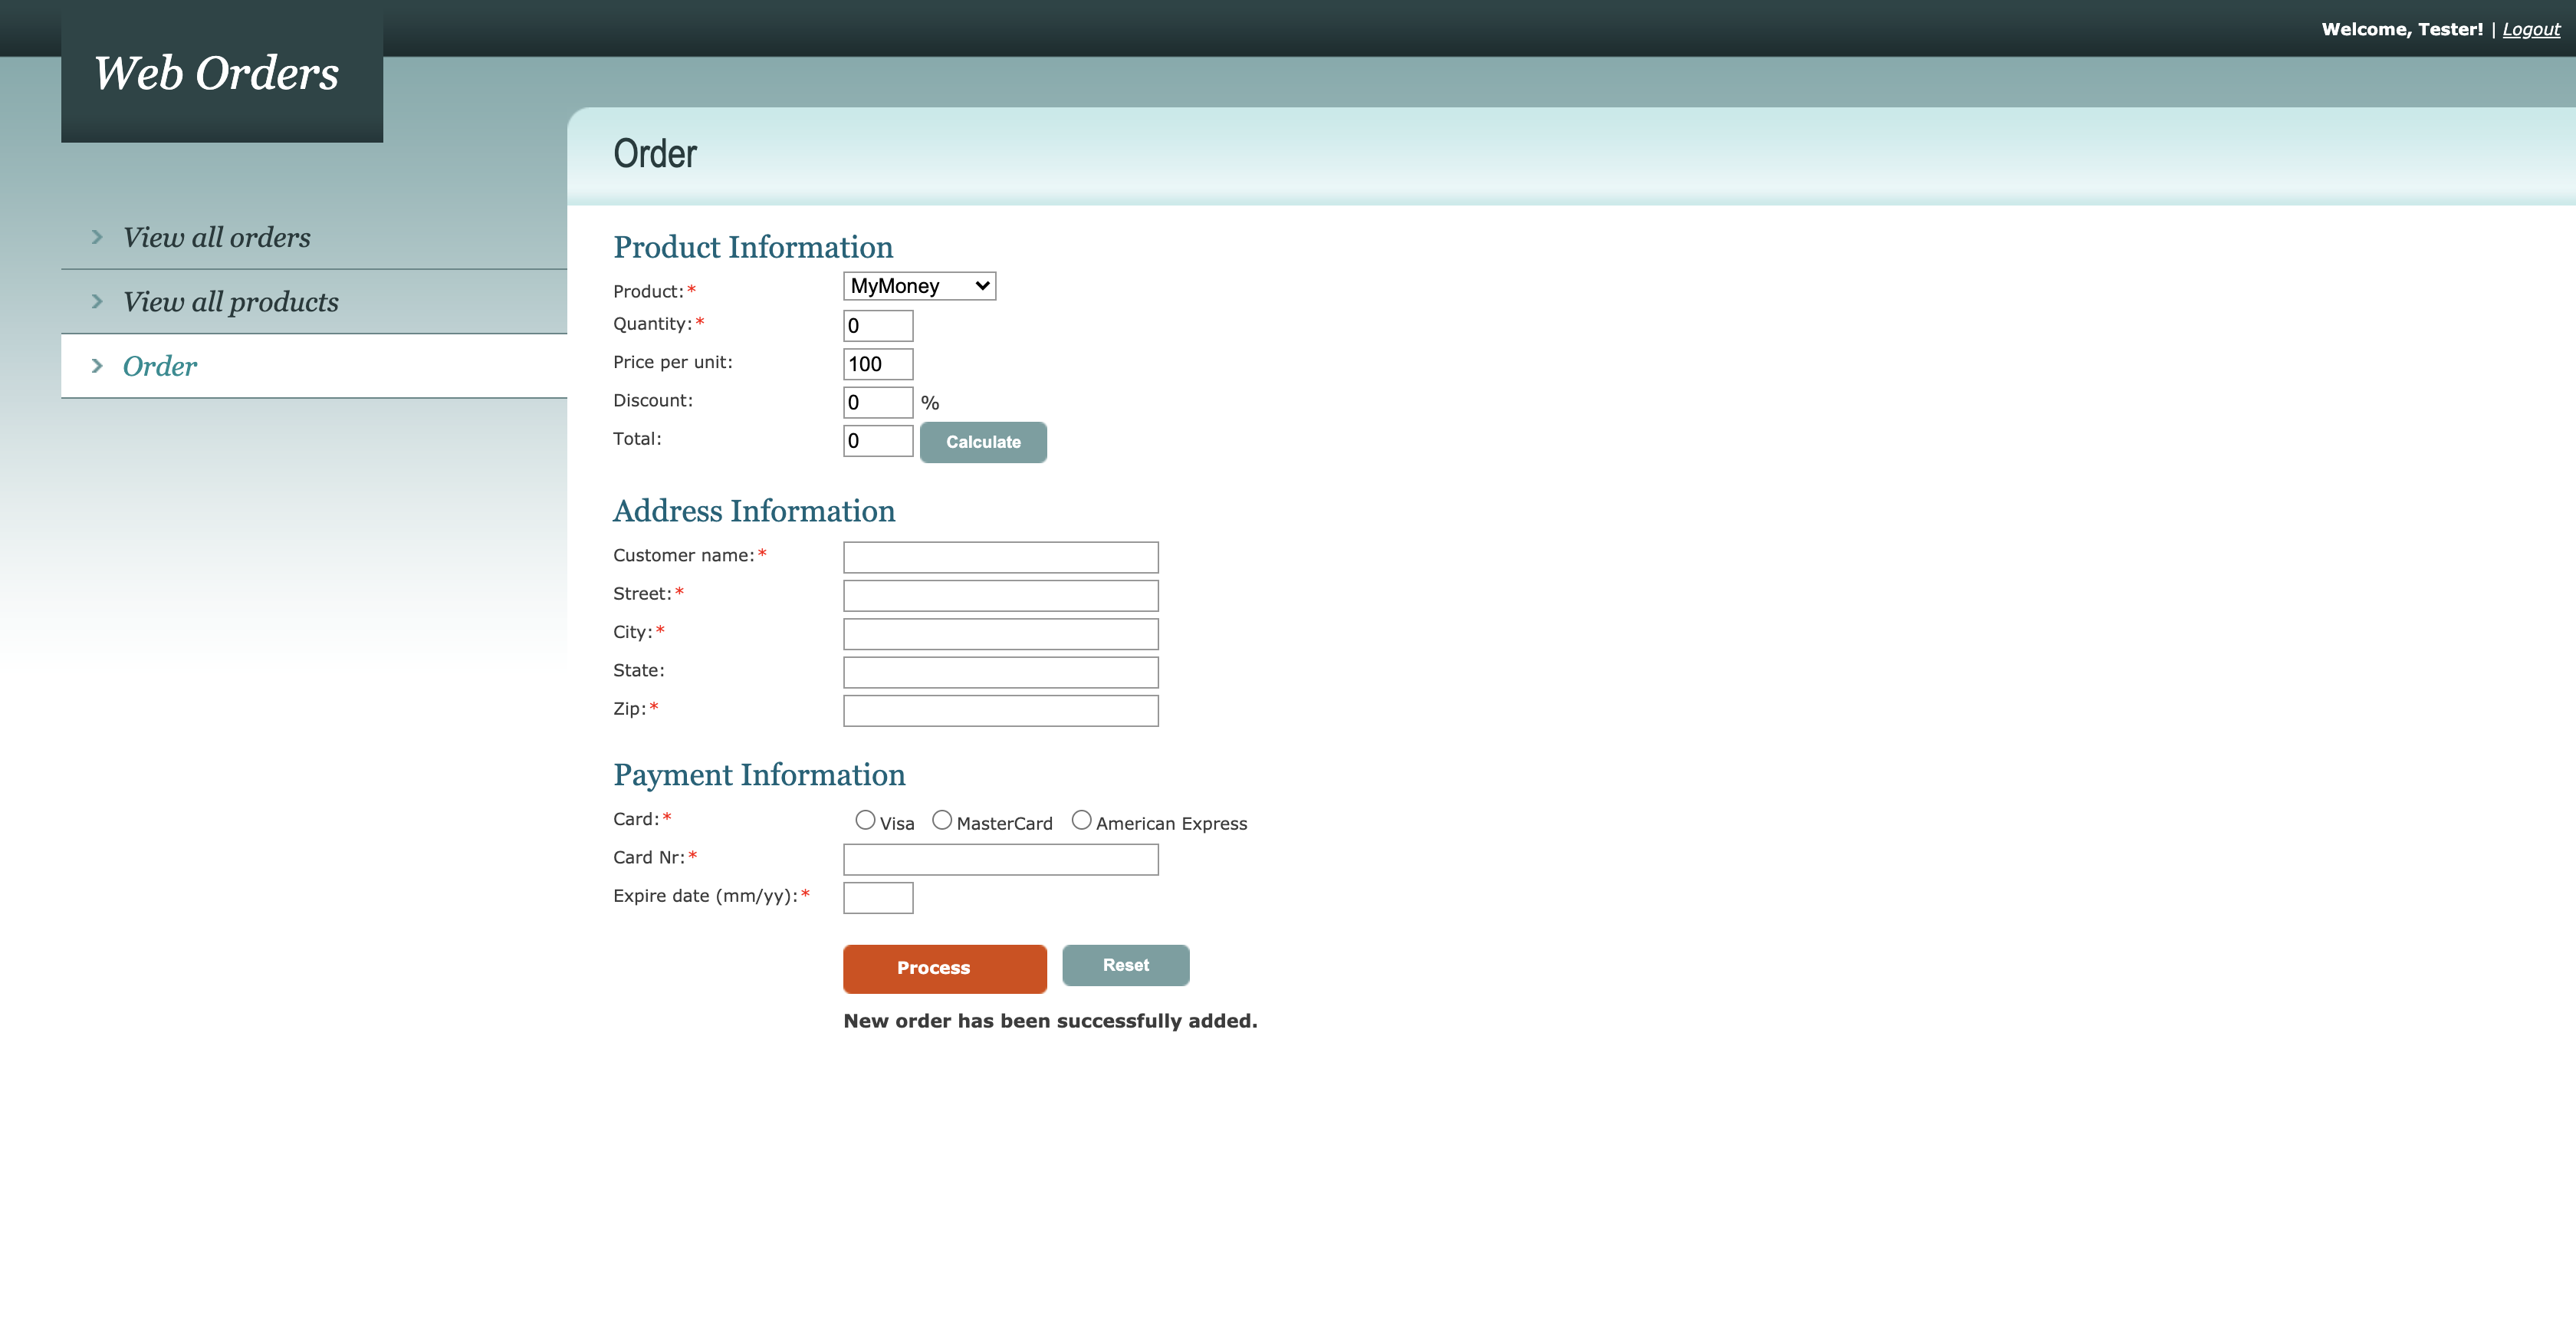 Welcome, Tester! | Logout
Web Orders
View all orders
View all products
Order
Order
Product Information
Product:* MyMoney
Quantity:* 0
Price per unit: 100
Discount: 0 %
Total: 0 Calculate
Address Information
Customer name:*
Street:*
City:*
State:
Zip:*
Payment Information
Card:* Visa MasterCard American Express
Card Nr:*
Expire date (mm/yy):*
Process Reset
New order has been successfully added.